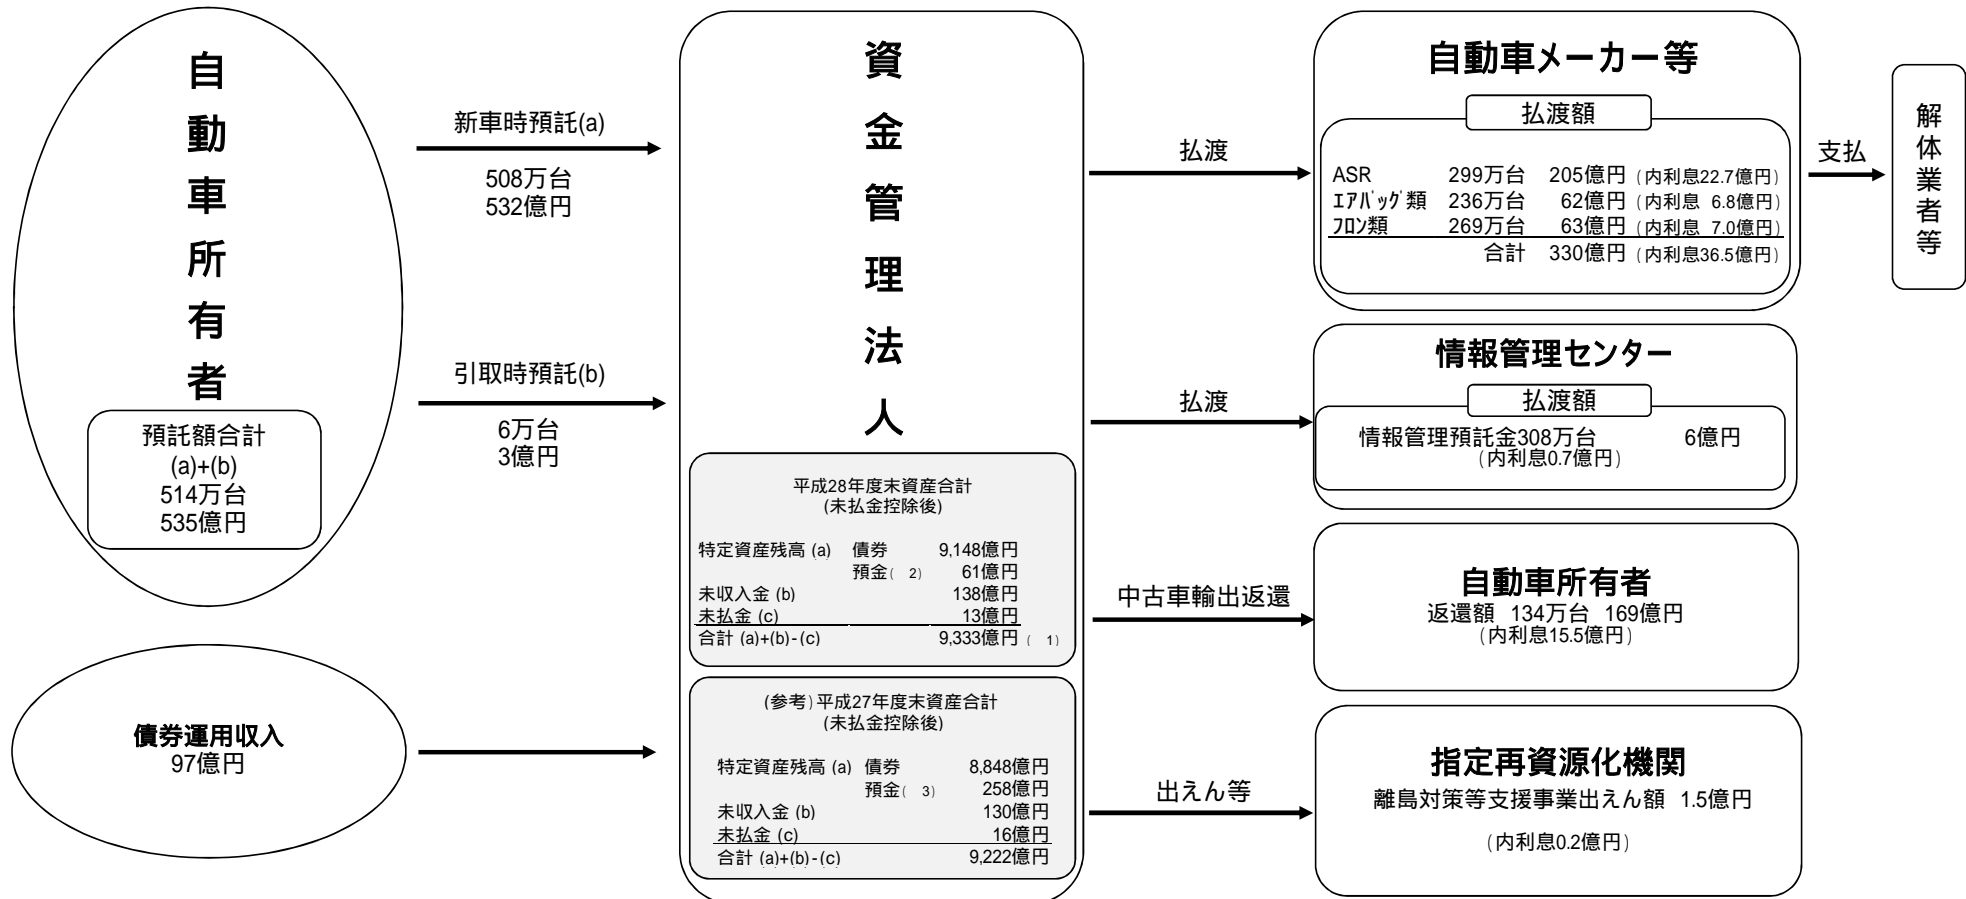 自動車所有者
預託額合計
(a)+(b)
514万台
535億円
債券運用収入
97億円
新車時預託(a)
508万台
532億円
引取時預託(b)
6万台
3億円
資金管理法人
平成28年度末資産合計
(未払金控除後)
特定資産残高 (a) 債券 9,148億円
預金( 2) 61億円
未収入金 (b) 138億円
未払金 (c) 13億円
合計 (a)+(b)-(c) 9,333億円 ( 1)
(参考)平成27年度末資産合計
(未払金控除後)
特定資産残高 (a) 債券 8,848億円
預金( 3) 258億円
未収入金 (b) 130億円
未払金 (c) 16億円
合計 (a)+(b)-(c) 9,222億円
払渡
自動車メーカー等
払渡額
ASR 299万台 205億円 (内利息22.7億円)
エアバッグ類 236万台 62億円 (内利息 6.8億円)
フロン類 269万台 63億円 (内利息 7.0億円)
合計 330億円 (内利息36.5億円)
支払
解体業者等
払渡
情報管理センター
払渡額
情報管理預託金308万台 6億円
(内利息0.7億円)
中古車輸出返還
自動車所有者
返還額 134万台 169億円
(内利息15.5億円)
出えん等
指定再資源化機関
離島対策等支援事業出えん額 1.5億円
(内利息0.2億円)